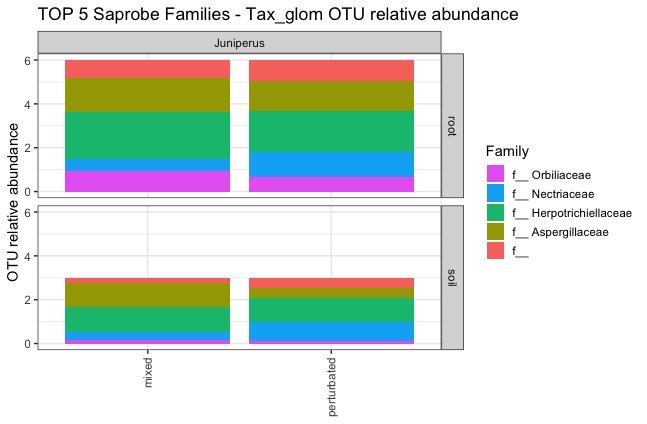 TOP 5 Saprobe Families - Tax_glom OTU relative abundance
Juniperus
OTU relative abundance
6
4
2
0
root
6
4
2
0
soil
mixed
perturbated
Family
f__ Orbiliaceae
f__ Nectriaceae
f__ Herpotrichiellaceae
f__ Aspergillaceae
f__